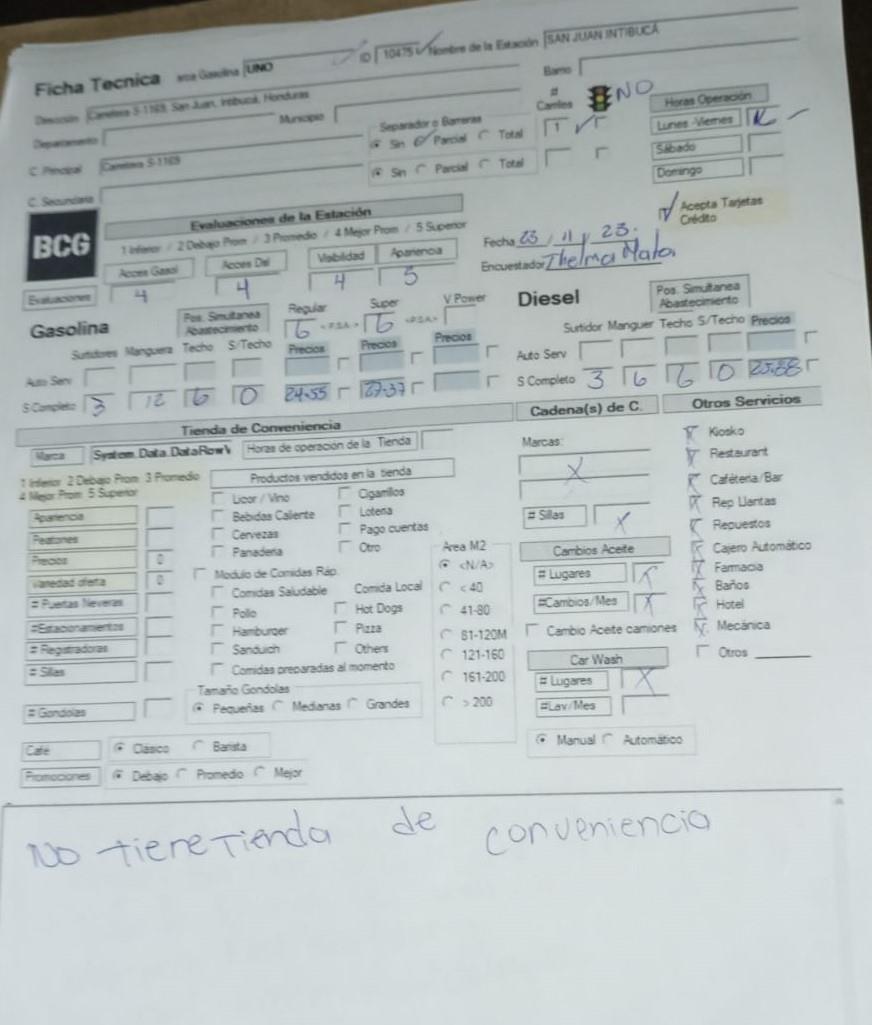 Ficha Tecnica arca Gasolina UNO ID 10475 Nombre de la Estación SAN JUAN INTIBUCÁ
Dirección Carretera S-1169, San Juan, Intibucá, Honduras Barrio
Departamento Municipio Separador o Barreras # Carriles NO Horas Operación
Sin Parcial Total 1 Lunes -Viernes
C. Principal Carretera S-1169 Sin Parcial Total Sábado
C. Secundaria Domingo
BCG Evaluaciones de la Estación Acepta Tarjetas Crédito
1 Inferior / 2 Debajo Prom / 3 Promedio / 4 Mejor Prom / 5 Superior Fecha 23 / 11 / 23.
Acces Gasol Acces Dsl Visibilidad Apariencia Encuestador Thelma
Evaluaciones 4 4 4 5
Gasolina Pos. Simultanea Abastecimiento Regular 6 Super 6 V Power Diesel Pos. Simultanea Abastecimiento
Surtidores Manguera Techo S/Techo Precios Precios Precios Surtidor Manguer Techo S/Techo Precios
Auto Serv Auto Serv
S Completo 3 12 6 0 24.55 27.37 S Completo 3 6 6 0
Tienda de Conveniencia Cadena(s) de C. Otros Servicios
Marca System.Data.DataRowV Horas de operación de la Tienda Marcas: Kiosko
1 Inferior 2 Debajo Prom 3 Promedio Productos vendidos en la tienda X Restaurant
4 Mejor Prom 5 Superior Licor / Vino Cigarrillos Caféteria/Bar
Apariencia Bebidas Caliente Loteria # Sillas X Rep Llantas
Peatones Cervezas Pago cuentas Repuestos
Precios 0 Panaderia Otro Area M2 Cambios Aceite Cajero Automático
Variedad oferta 0 Modulo de Comidas Ráp. <N/A> # Lugares X Farmacia
# Puertas Neveras Comidas Saludable Comida Local < 40 #Cambios/Mes X Baños
#Estacionamientos Pollo Hot Dogs 41-80 Hotel
# Registradoras Hamburger Pizza 81-120M Cambio Aceite camiones Mecánica
# Sillas Sanduich Others 121-160 Car Wash Otros
Comidas preparadas al momento 161-200 # Lugares X
Tamaño Gondolas
# Gondolas Pequeñas Medianas Grandes > 200 #Lav/Mes
Café Clásico Barista Manual Automático
Promociones Debajo Promedio Mejor
No tiene Tienda de conveniencia